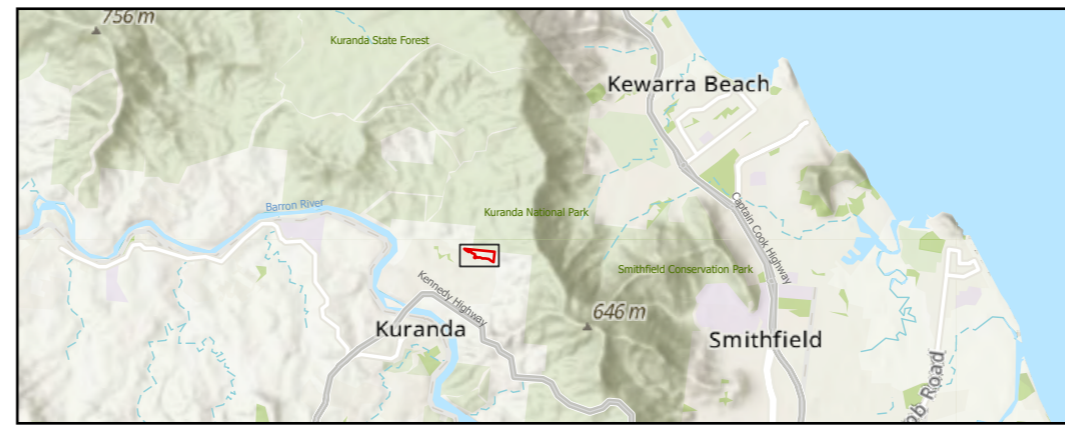 756 m
Kuranda State Forest
Kewarra Beach
Captain Cook Highway
Barron River
Kuranda National Park
Smithfield Conservation Park
Kennedy Highway
646 m
Kuranda
Smithfield
Road